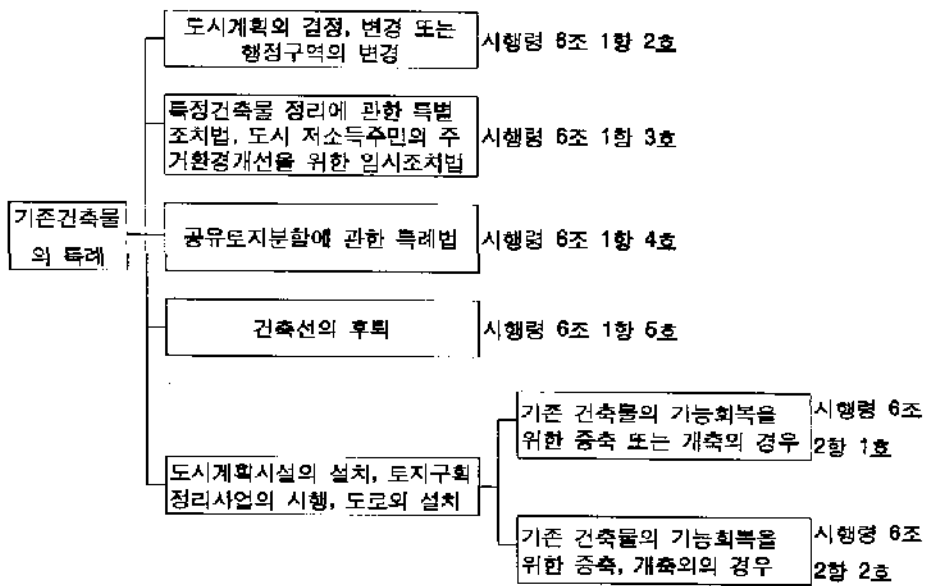 도시계획의 결정, 변경 또는
행정구역의 변경
시행령 6조 1항 2호
특정건축물 정리에 관한 특별
조치법, 도시 저소득주민의 주
거환경개선을 위한 임시조치법
시행령 6조 1항 3호
기존건축물
의 특례
공유토지분할에 관한 특례법
시행령 6조 1항 4호
건축선의 후퇴
시행령 6조 1항 5호
도시계획시설의 설치, 토지구획
정리사업의 시행, 도로의 설치
기존 건축물의 기능회복을
위한 증축 또는 개축의 경우
시행령 6조
2항 1호
기존 건축물의 기능회복을
위한 증축, 개축외의 경우
시행령 6조
2항 2호